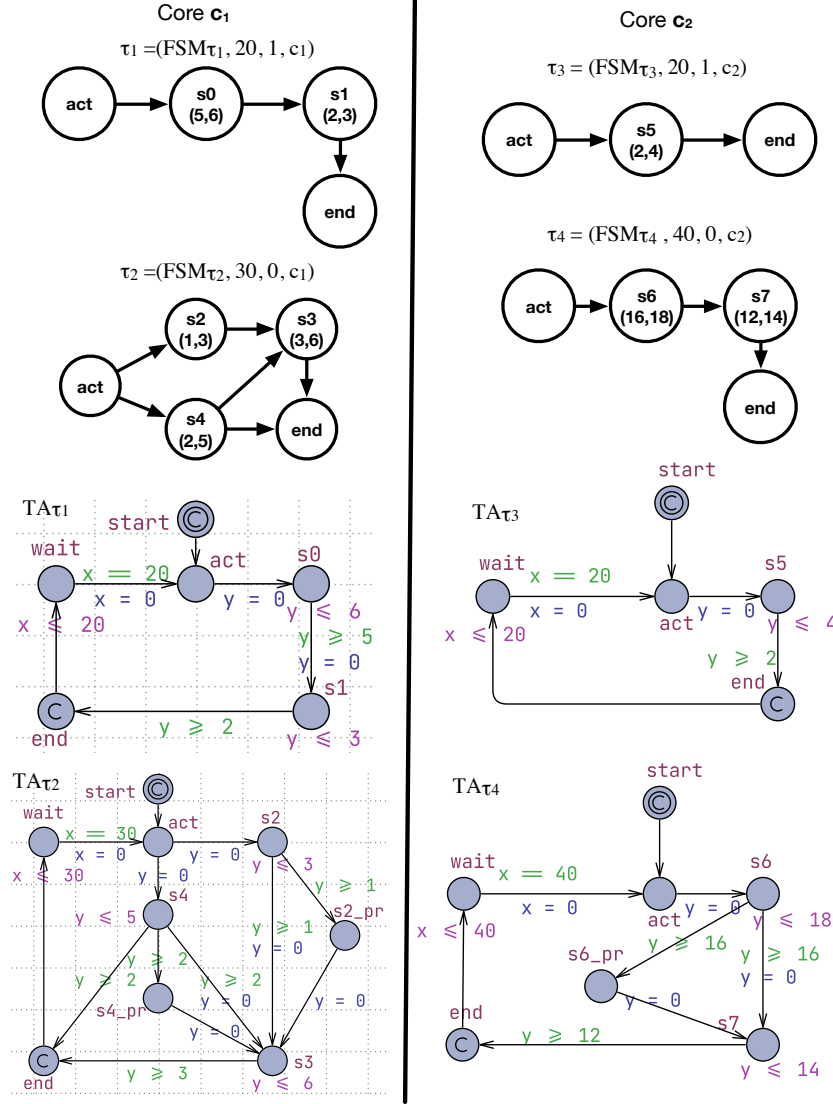 Core c₁
τ₁ =(FSMτ₁, 20, 1, c₁)
act
s0
(5,6)
s1
(2,3)
end
τ₂ =(FSMτ₂, 30, 0, c₁)
act
s2
(1,3)
s3
(3,6)
s4
(2,5)
end
Core c₂
τ₃ =(FSMτ₃, 20, 1, c₂)
act
s5
(2,4)
end
τ₄ = (FSMτ₄ , 40, 0, c₂)
act
s6
(16,18)
s7
(12,14)
end
TAτ1
start
C
wait
x == 20
x = 0
act
y = 0
s0
y ⩽ 6
x ⩽ 20
y ⩾ 5
y = 0
s1
C
end
y ⩾ 2
y ⩽ 3
TAτ3
start
C
wait
x == 20
x = 0
act
y = 0
s5
y ⩽ 4
x ⩽ 20
y ⩾ 2
end
C
TAτ2
start
C
wait
x == 30
x = 0
act
y = 0
s2
y ⩽ 3
x ⩽ 30
y = 0
s4
y ⩽ 5
y ⩾ 1
s2_pr
y ⩾ 1
y = 0
y ⩾ 2
y ⩾ 2
y ⩾ 2
s4_pr
y = 0
y = 0
y = 0
C
end
y ⩾ 3
s3
y ⩽ 6
TAτ4
start
C
wait
x == 40
x = 0
act
y = 0
s6
y ⩽ 18
x ⩽ 40
y ⩾ 16
s6_pr
y ⩾ 16
y = 0
y = 0
end
C
y ⩾ 12
s7
y ⩽ 14